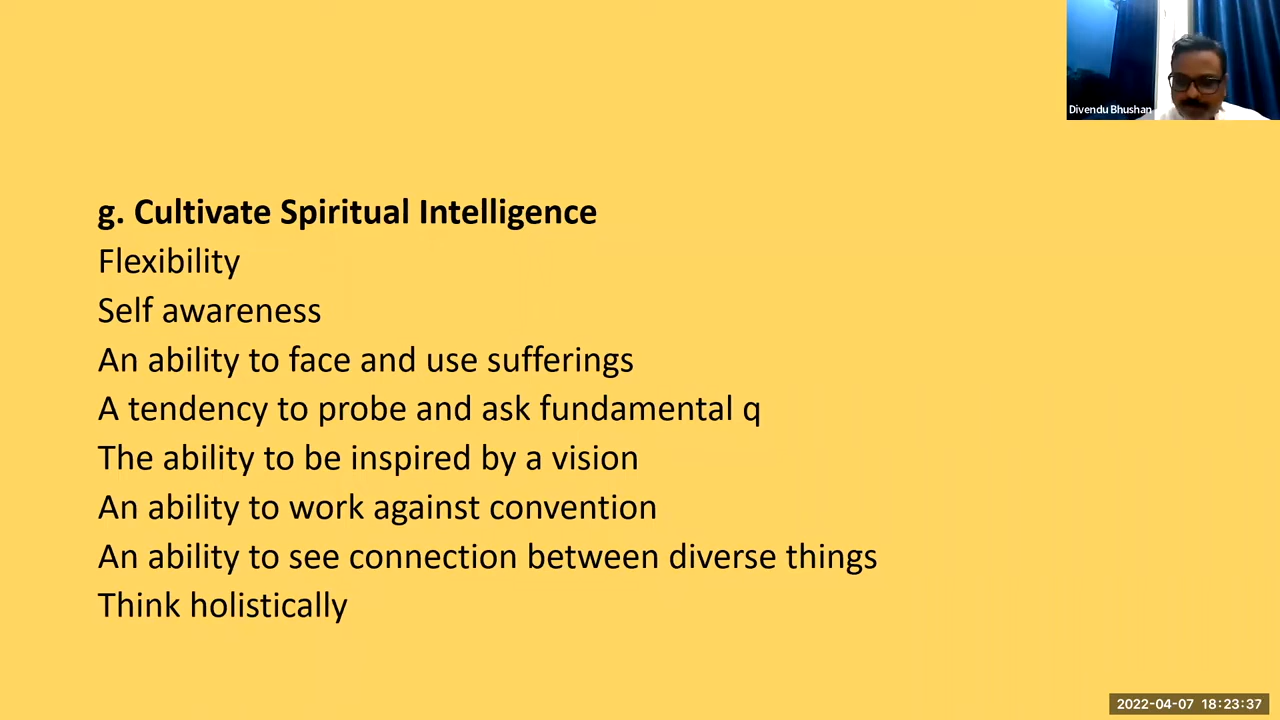 Divendu Bhushan
g. Cultivate Spiritual Intelligence
Flexibility
Self awareness
An ability to face and use sufferings
A tendency to probe and ask fundamental q
The ability to be inspired by a vision
An ability to work against convention
An ability to see connection between diverse things
Think holistically
2022-04-07 18:23:37